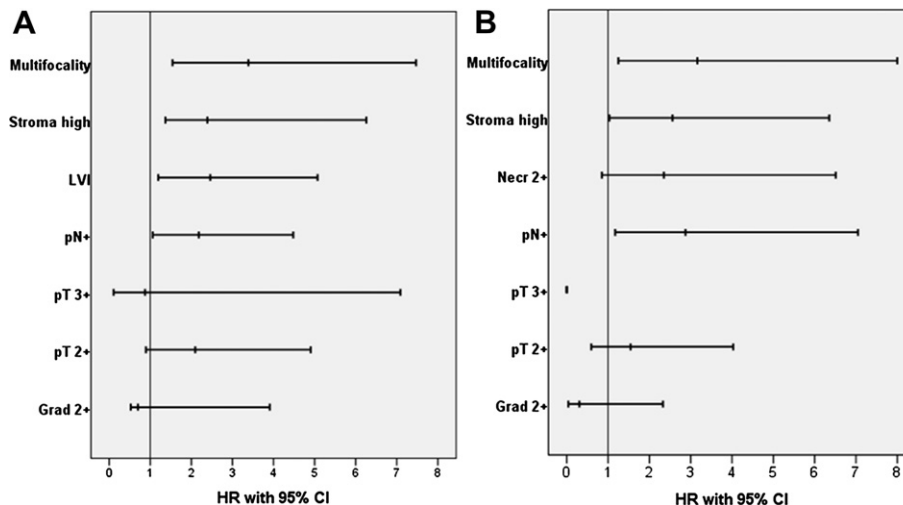 A
Multifocality
Stroma high
LVI
pN+
pT 3+
pT 2+
Grad 2+
0 1 2 3 4 5 6 7 8
HR with 95% CI
B
Multifocality
Stroma high
Necr 2+
pN+
pT 3+
pT 2+
Grad 2+
0 1 2 3 4 5 6 7 8
HR with 95% CI